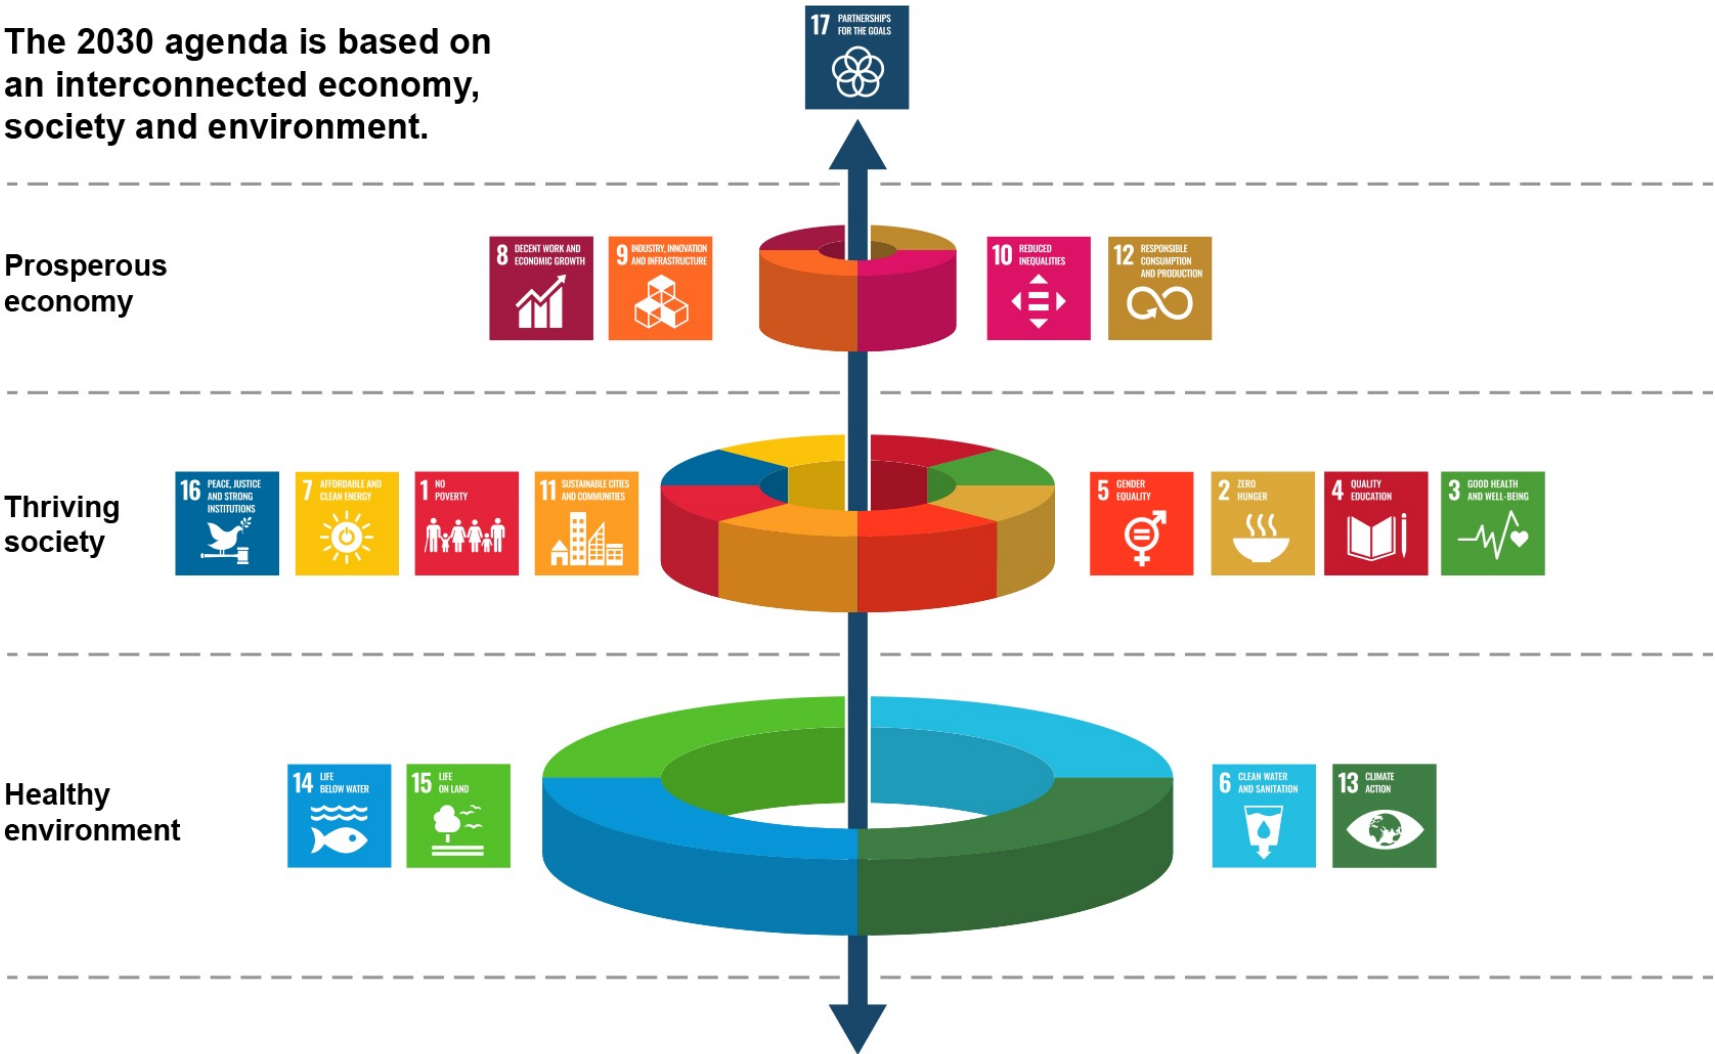 The 2030 agenda is based on
an interconnected economy,
society and environment.
17 PARTNERSHIPS
FOR THE GOALS
Prosperous
economy
8 DECENT WORK AND
ECONOMIC GROWTH
9 INDUSTRY, INNOVATION
AND INFRASTRUCTURE
10 REDUCED
INEQUALITIES
12 RESPONSIBLE
CONSUMPTION
AND PRODUCTION
Thriving
society
16 PEACE, JUSTICE
AND STRONG
INSTITUTIONS
7 AFFORDABLE AND
CLEAN ENERGY
1 NO
POVERTY
11 SUSTAINABLE CITIES
AND COMMUNITIES
5 GENDER
EQUALITY
2 ZERO
HUNGER
4 QUALITY
EDUCATION
3 GOOD HEALTH
AND WELL-BEING
Healthy
environment
14 LIFE
BELOW WATER
15 LIFE
ON LAND
6 CLEAN WATER
AND SANITATION
13 CLIMATE
ACTION